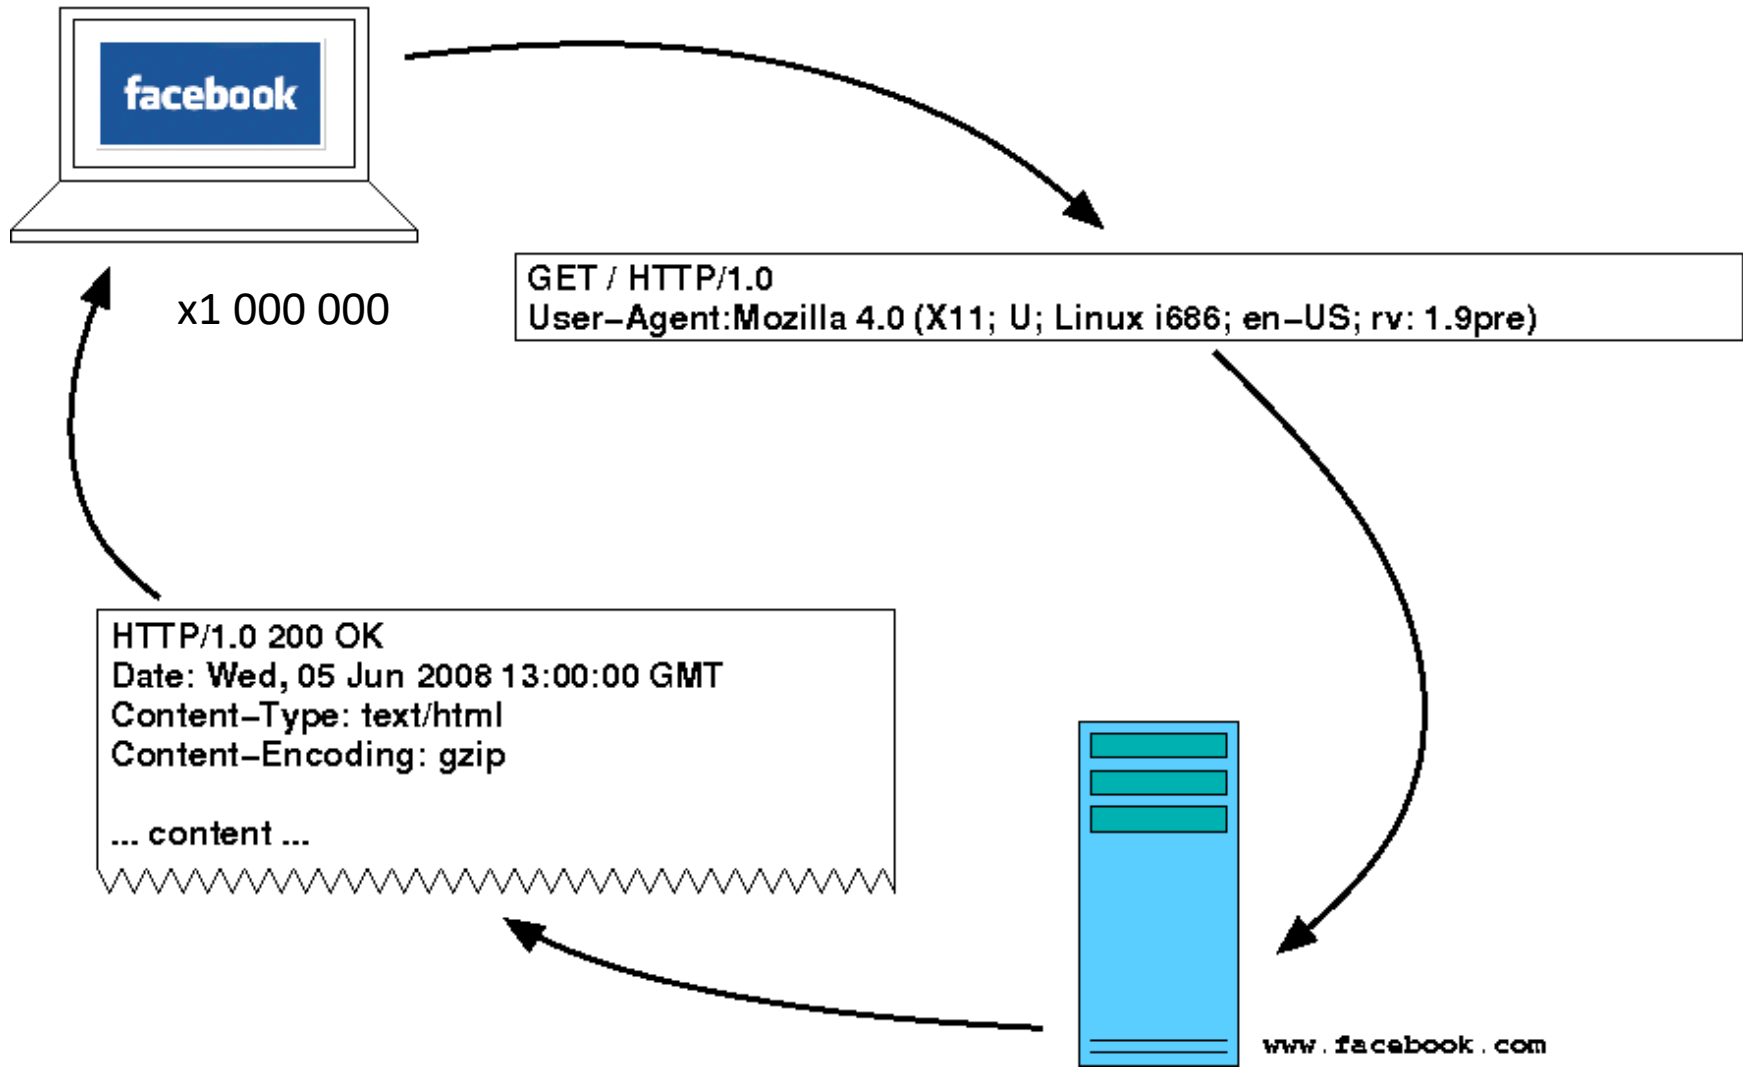 facebook
x1 000 000
GET / HTTP/1.0
User-Agent:Mozilla 4.0 (X11; U; Linux i686; en-US; rv: 1.9pre)
HTTP/1.0 200 OK
Date: Wed, 05 Jun 2008 13:00:00 GMT
Content-Type: text/html
Content-Encoding: gzip
... content ...
www.facebook.com